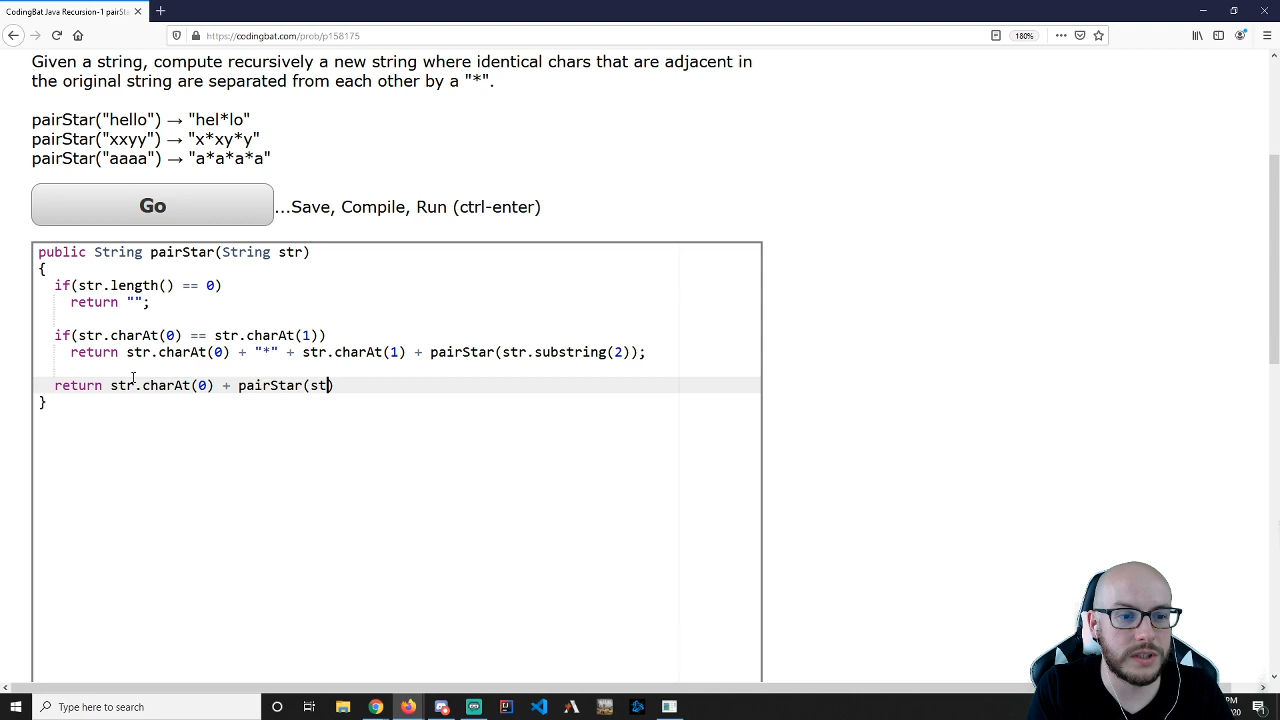 CodingBat Java Recursion-1 pairSta
https://codingbat.com/prob/p158175
180%
Given a string, compute recursively a new string where identical chars that are adjacent in
the original string are separated from each other by a "*".
pairStar("hello") → "hel*lo"
pairStar("xxyy") → "x*xy*y"
pairStar("aaaa") → "a*a*a*a"
Go
...Save, Compile, Run (ctrl-enter)
public String pairStar(String str)
{
if(str.length() == 0)
return "";
if(str.charAt(0) == str.charAt(1))
return str.charAt(0) + "*" + str.charAt(1) + pairStar(str.substring(2));
return str.charAt(0) + pairStar(st)
}
Type here to search